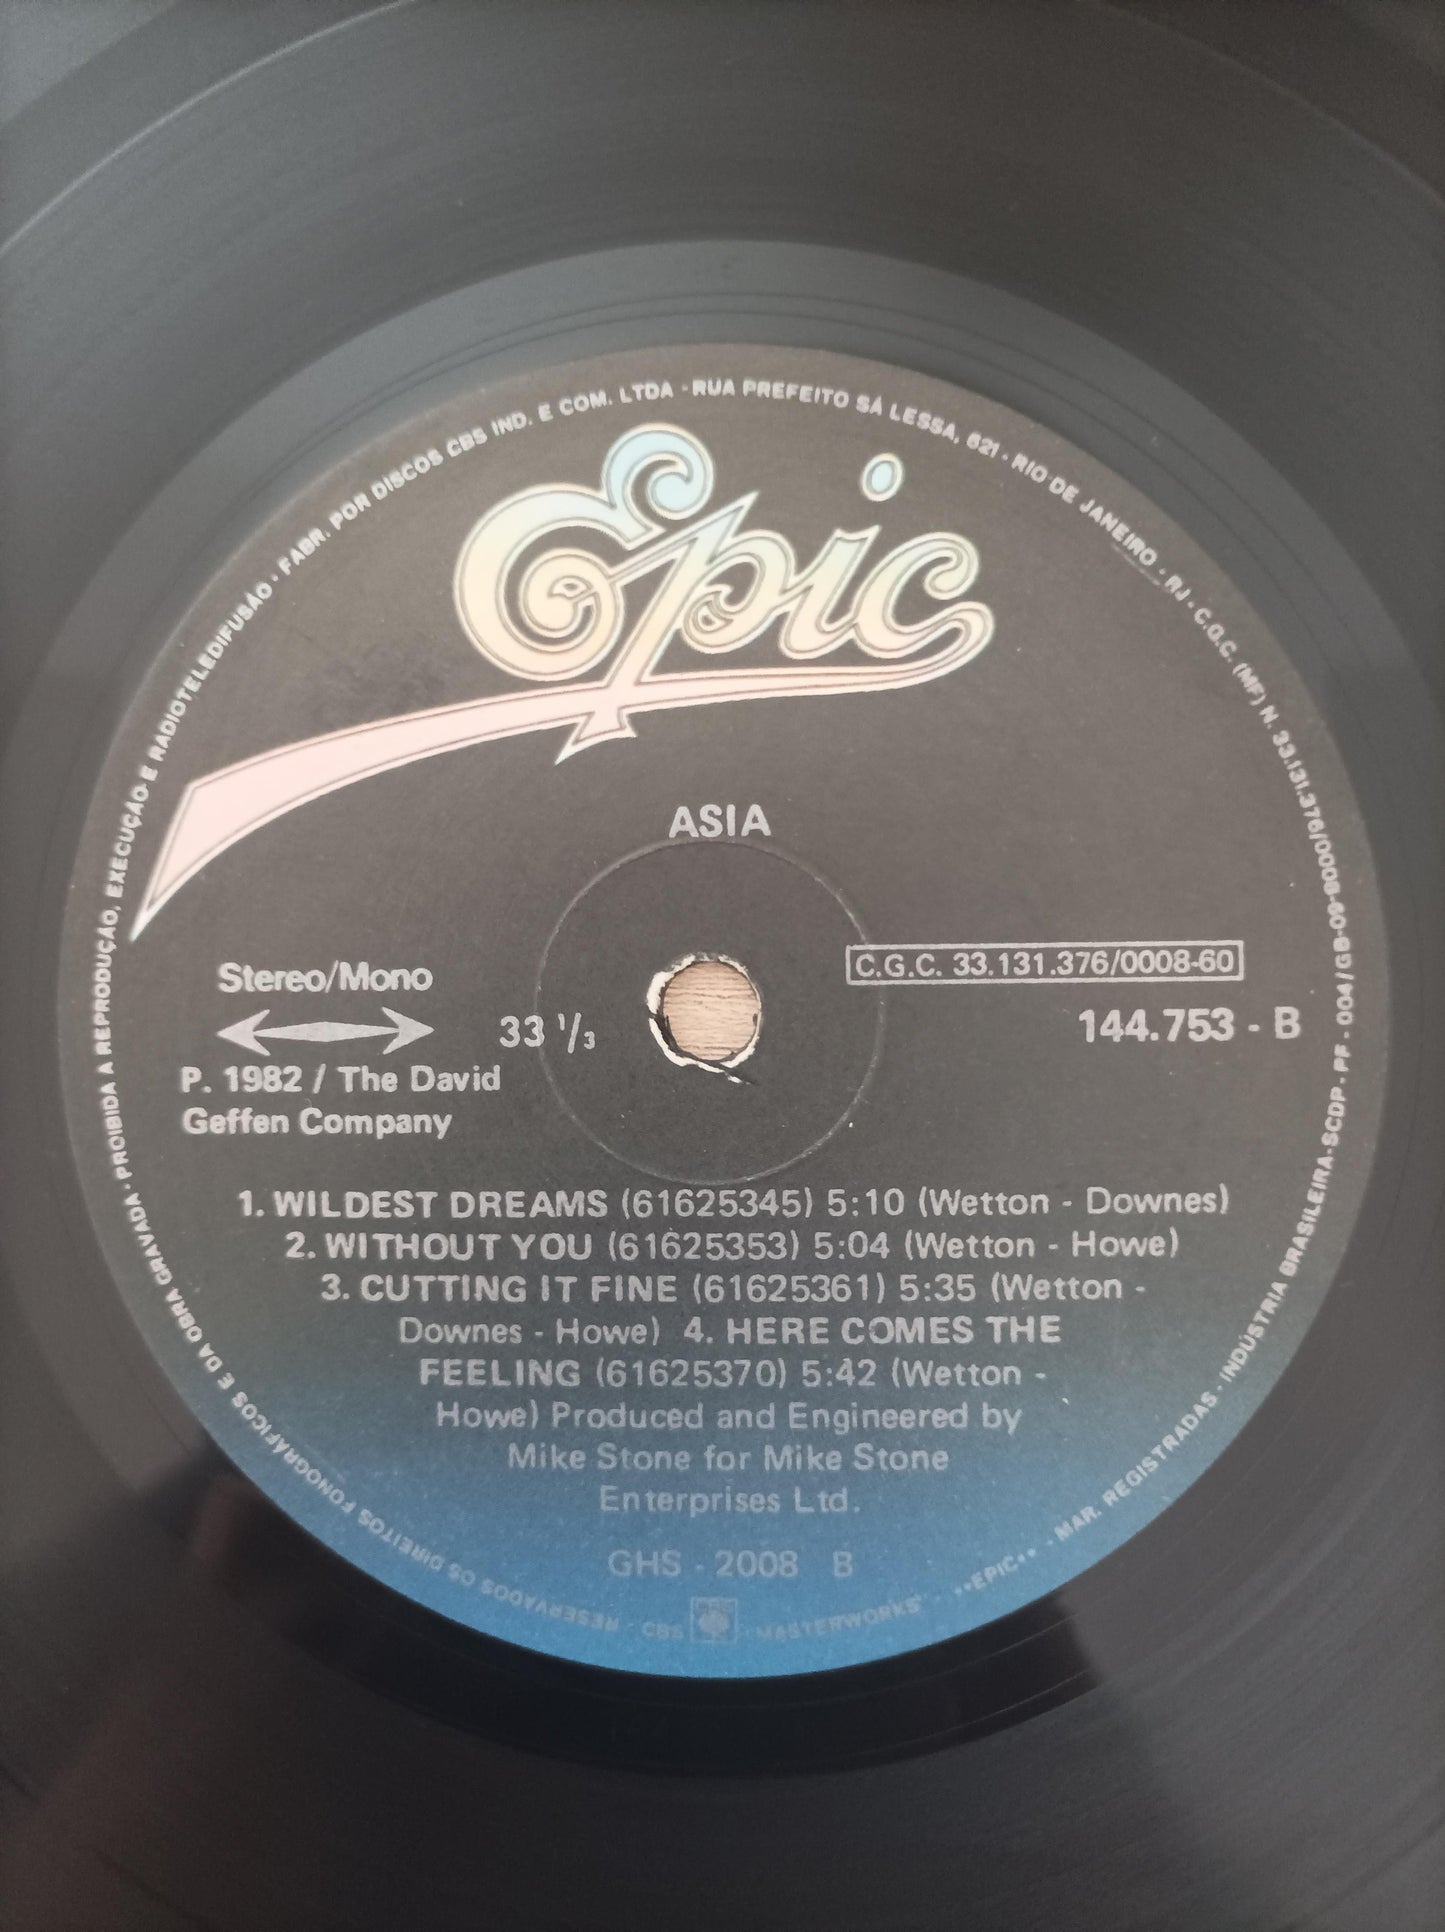 RESERVADOS OS DIREITOS FONOGRÁFICOS E DA OBRA GRAVADA · PROIBIDA A REPRODUÇÃO, EXECUÇÃO E RADIOTELEDIFUSÃO · FABR. POR DISCOS CBS IND. E COM. LTDA · RUA PREFEITO SÁ LESSA, 621 · RIO DE JANEIRO · RJ · C.G.C. (MF) N. 33.131.376/0008-60 · PF · 004/GB-09-SCDP · INDÚSTRIA BRASILEIRA
Epic
ASIA
Stereo/Mono
33 1/3
C.G.C. 33.131.376/0008-60
144.753 - B
P. 1982 / The David
Geffen Company
1. WILDEST DREAMS (61625345) 5:10 (Wetton - Downes)
2. WITHOUT YOU (61625353) 5:04 (Wetton - Howe)
3. CUTTING IT FINE (61625361) 5:35 (Wetton -
Downes - Howe) 4. HERE COMES THE
FEELING (61625370) 5:42 (Wetton -
Howe) Produced and Engineered by
Mike Stone for Mike Stone
Enterprises Ltd.
GHS - 2008 B
CBS · MASTERWORKS" - "EPIC" - MAR. REGISTRADAS